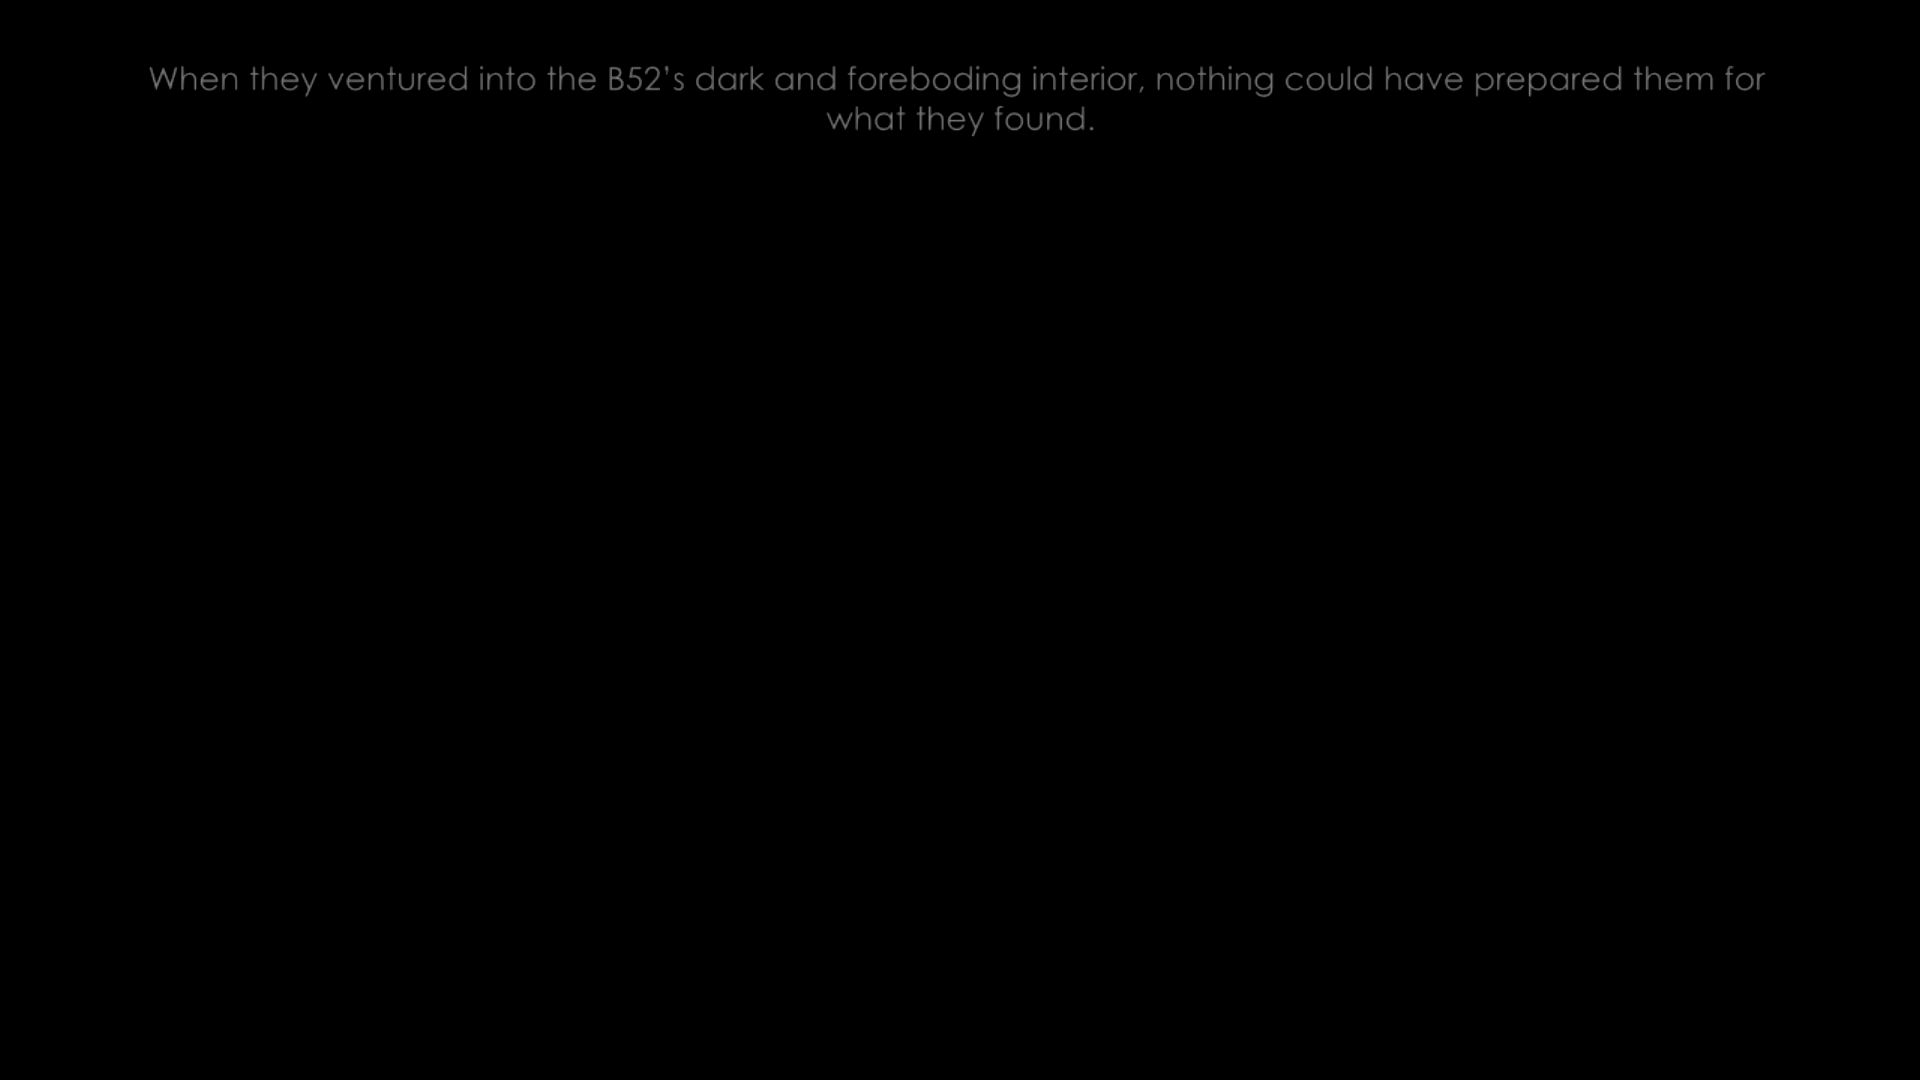 When they ventured into the B52’s dark and foreboding interior, nothing could have prepared them for
what they found.